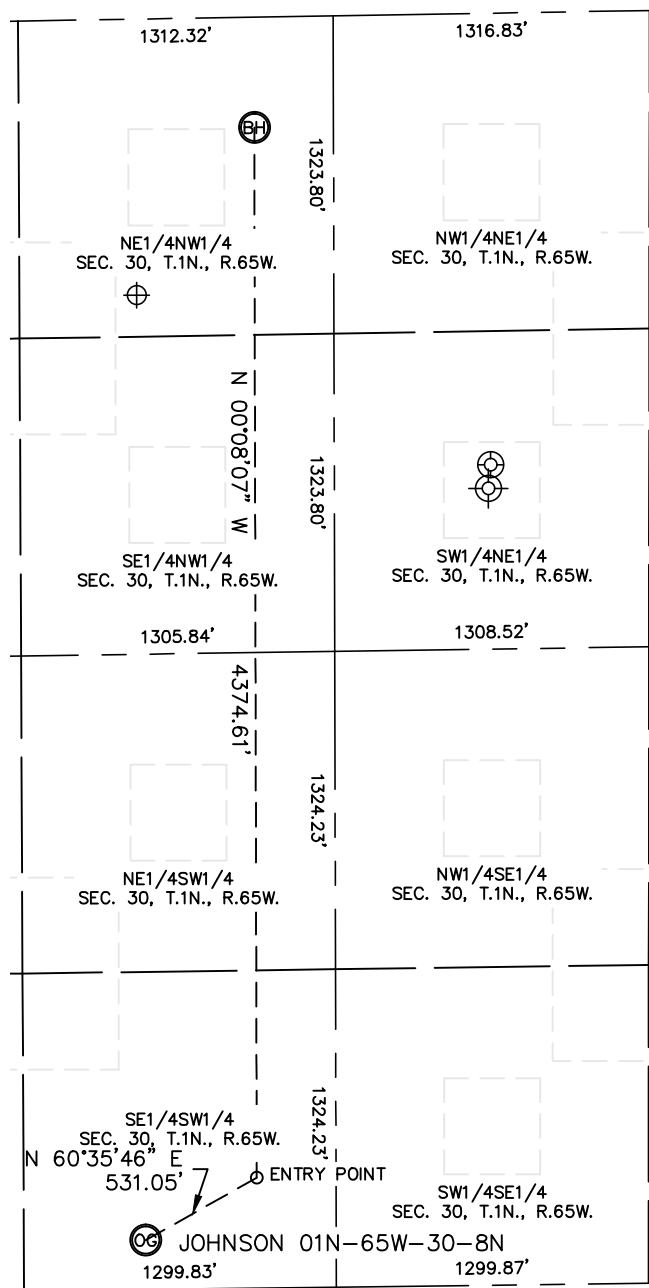 1312.32'
1316.83'
BH
1323.80'
NE1/4NW1/4
SEC. 30, T.1N., R.65W.
NW1/4NE1/4
SEC. 30, T.1N., R.65W.
N 00°08'07" W
1323.80'
SE1/4NW1/4
SEC. 30, T.1N., R.65W.
SW1/4NE1/4
SEC. 30, T.1N., R.65W.
1305.84'
1308.52'
4374.61'
1324.23'
NE1/4SW1/4
SEC. 30, T.1N., R.65W.
NW1/4SE1/4
SEC. 30, T.1N., R.65W.
1324.23'
SE1/4SW1/4
SEC. 30, T.1N., R.65W.
N 60°35'46" E
531.05'
ENTRY POINT
SW1/4SE1/4
SEC. 30, T.1N., R.65W.
OG JOHNSON 01N-65W-30-8N
1299.83'
1299.87'